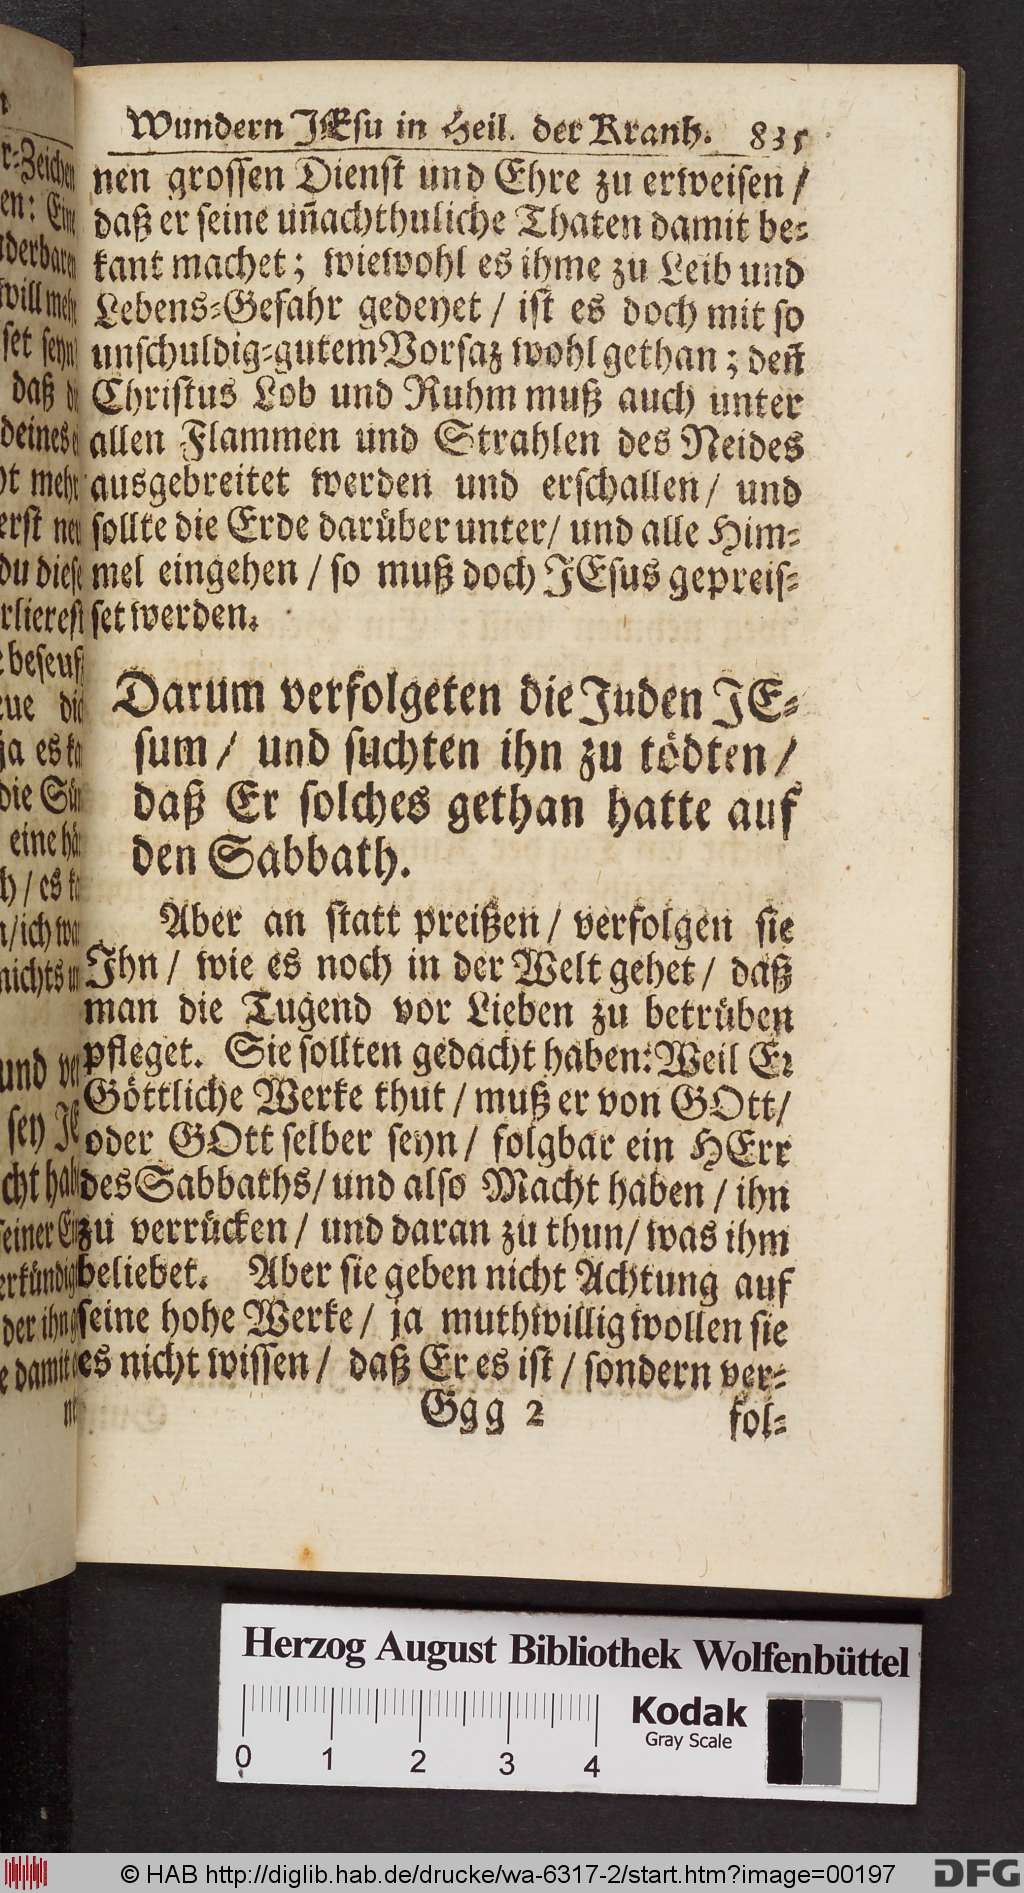 Wundern JEsu in Heil. der Krankh. 835
nen grossen Dienst und Ehre zu erweisen /
daß er seine uñachthuliche Thaten damit be-
kant machet; wiewohl es ihme zu Leib und
Lebens-Gefahr gedeyet / ist es doch mit so
unschuldig-gutem Vorsaz wohl gethan; deñ
Christus Lob und Ruhm muß auch unter
allen Flammen und Strahlen des Neides
ausgebreitet werden und erschallen / und
sollte die Erde darüber unter / und alle Him-
mel eingehen / so muß doch JEsus gepreis-
set werden.
Darum verfolgeten die Juden JE-
sum / und suchten ihn zu tödten /
daß Er solches gethan hatte auf
den Sabbath.
Aber an statt preißen / verfolgen sie
Ihn / wie es noch in der Welt gehet / daß
man die Tugend vor Lieben zu betrüben
pfleget. Sie sollten gedacht haben: Weil Er
Göttliche Werke thut / muß er von GOtt /
oder GOtt selber seyn / folgbar ein HErr
des Sabbaths / und also Macht haben / ihn
zu verrücken / und daran zu thun / was ihm
beliebet. Aber sie geben nicht Achtung auf
seine hohe Werke / ja muthwillig wollen sie
es nicht wissen / daß Er es ist / sondern ver-
Ggg 2 fol-
Herzog August Bibliothek Wolfenbüttel
Kodak
Gray Scale
0 1 2 3 4
© HAB http://diglib.hab.de/drucke/wa-6317-2/start.htm?image=00197
DFG